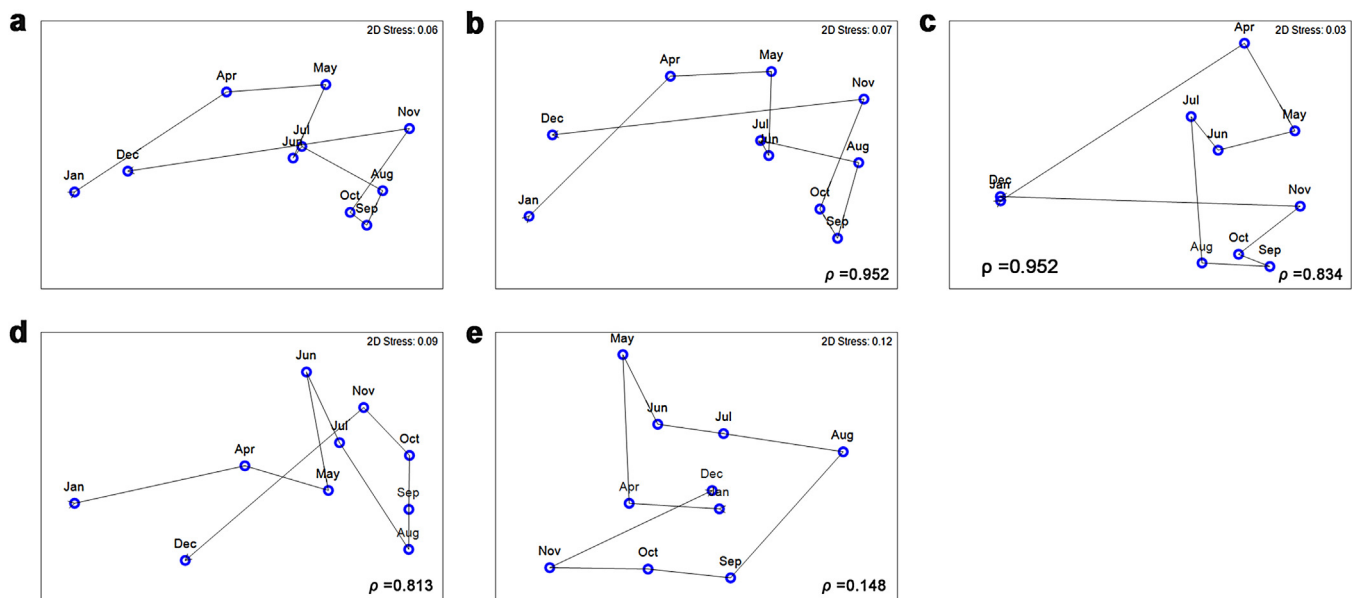 a
2D Stress: 0.06
May
Apr
Nov
Jul
Jun
Dec
Jan
Aug
Oct
Sep
b
2D Stress: 0.07
May
Apr
Nov
Dec
Jul
Jun
Aug
Oct
Jan
Sep
ρ =0.952
c
2D Stress: 0.03
Apr
Jul
May
Jun
Dec
Jan
Nov
Oct
Aug
Sep
ρ =0.952
ρ =0.834
d
2D Stress: 0.09
Jun
Nov
Jul
Oct
Apr
May
Jan
Sep
Aug
Dec
ρ =0.813
e
2D Stress: 0.12
May
Jun
Jul
Aug
Dec
Apr
Jan
Nov
Oct
Sep
ρ =0.148